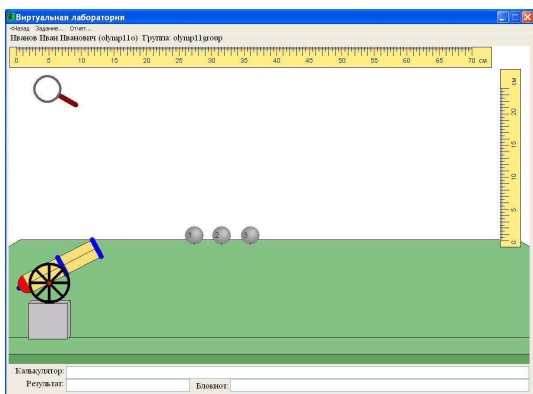 Виртуальная лаборатория
<Назад Задание... Отчет...
Иванов Иван Иванович (olymp11o) Группа: olymp11group
0 5 10 15 20 25 30 35 40 45 50 55 60 65 70 см
см
20
15
10
5
0
1 2 3
Калькулятор:
Результат: Блокнот: